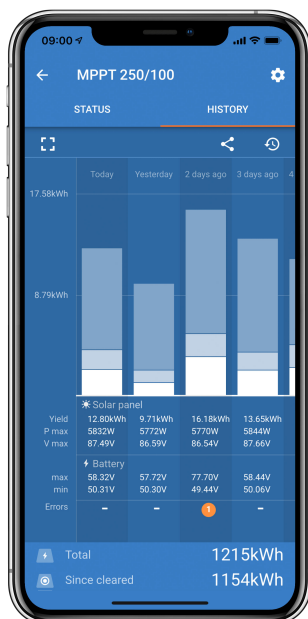 09:00
MPPT 250/100
STATUS HISTORY
Today Yesterday 2 days ago 3 days ago 4
17.58kWh
8.79kWh
Solar panel
Yield 12.80kWh 9.71kWh 16.18kWh 13.65kWh
P max 5832W 5772W 5770W 5844W
V max 87.49V 86.59V 86.54V 87.66V
Battery
max 58.32V 57.72V 77.70V 58.44V
min 50.31V 50.30V 49.44V 50.06V
Errors - - 1 -
Total 1215kWh
Since cleared 1154kWh